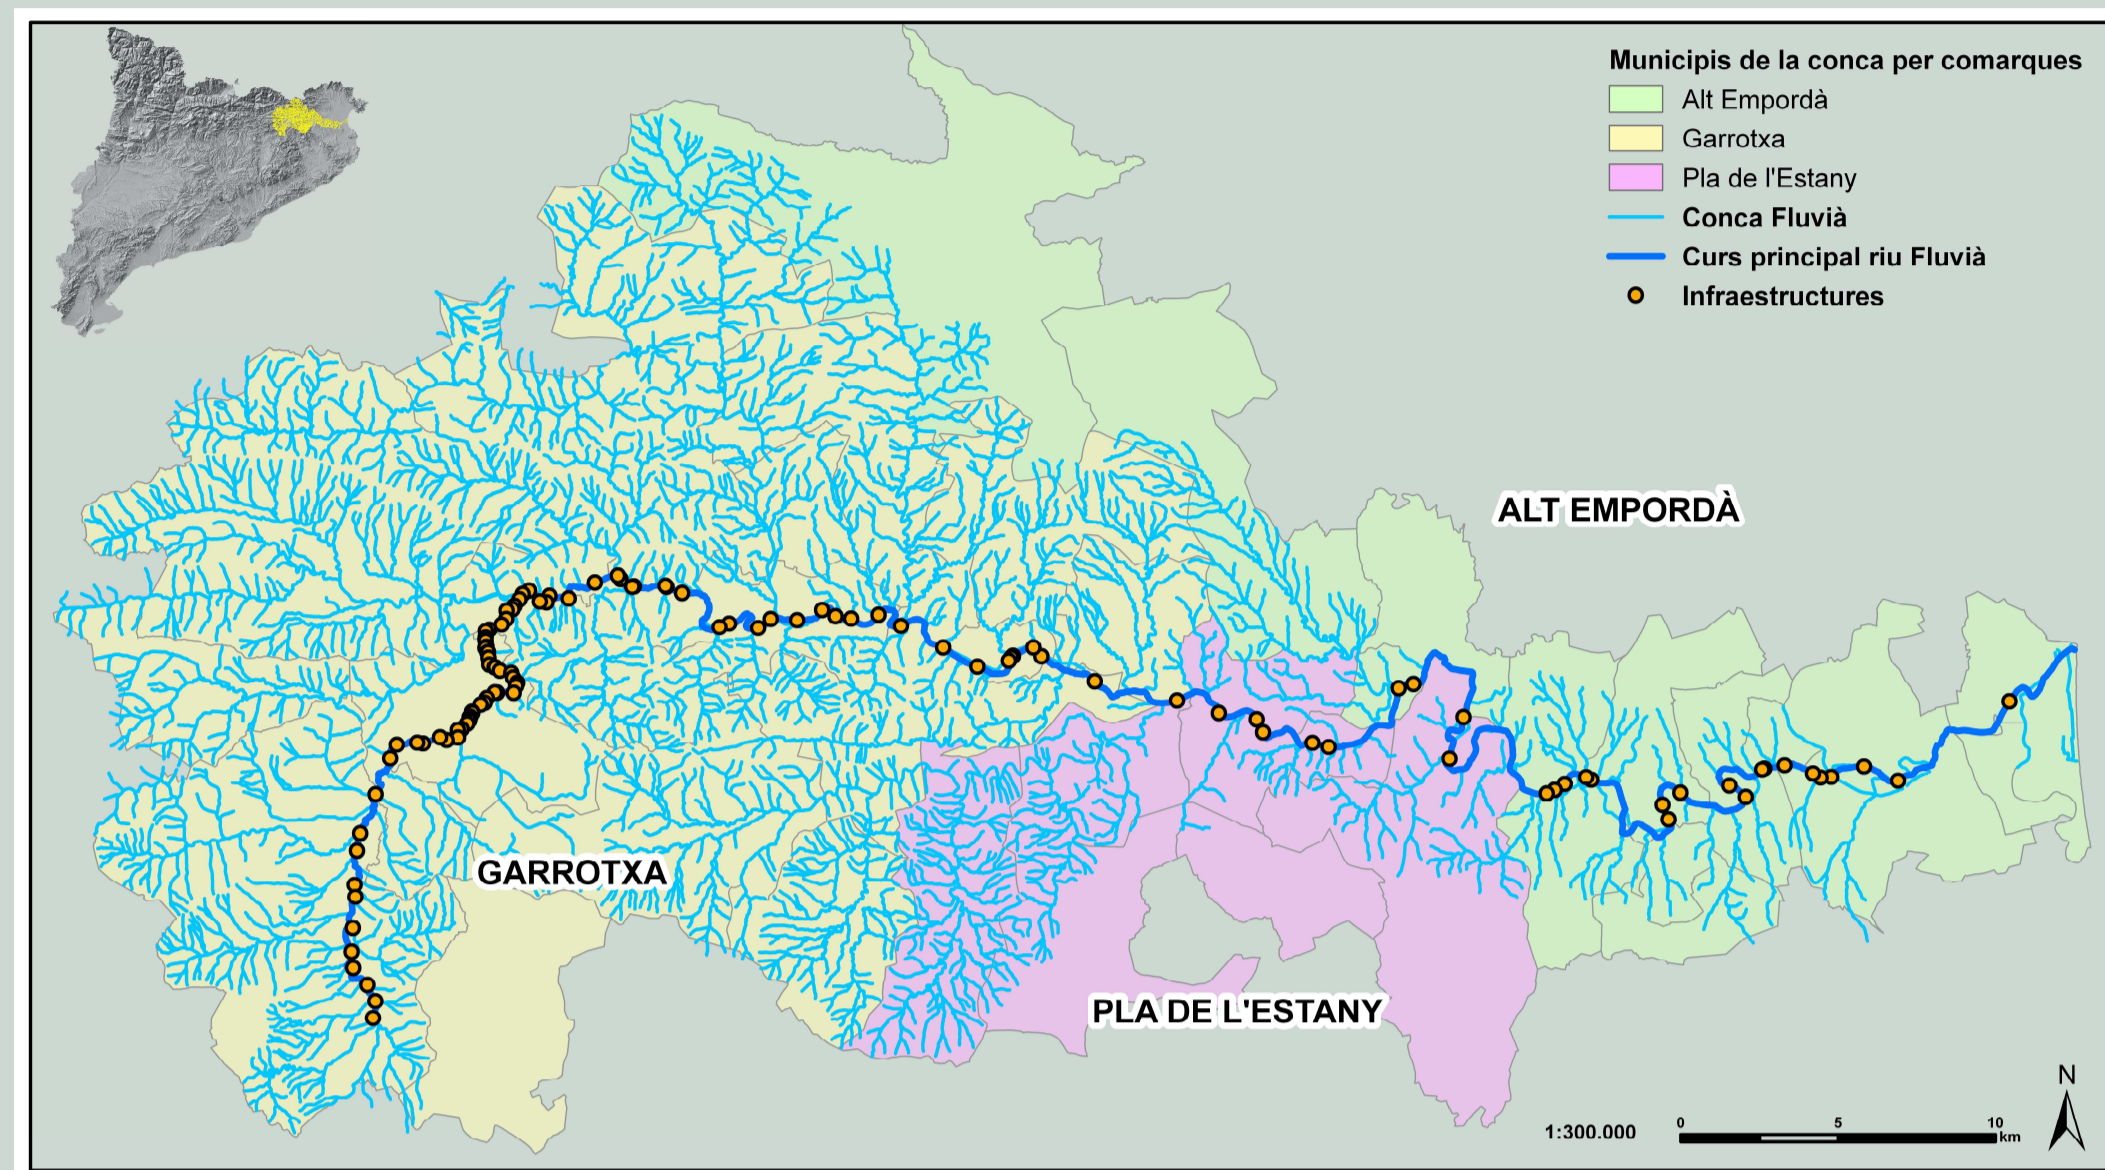 Municipis de la conca per comarques
Alt Empordà
Garrotxa
Pla de l'Estany
Conca Fluvià
Curs principal riu Fluvià
Infraestructures
ALT EMPORDÀ
GARROTXA
PLA DE L'ESTANY
N
1:300.000
0 5 10
km